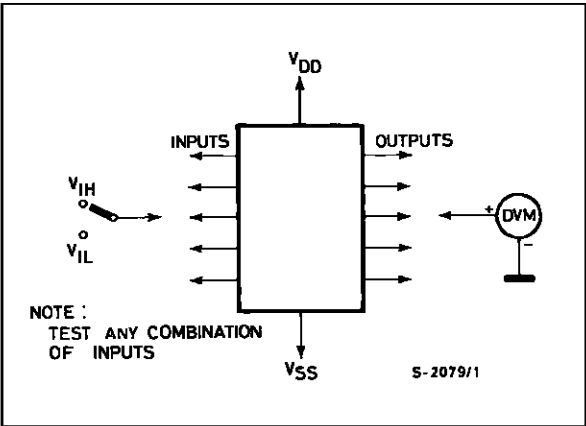 VDD
INPUTS
OUTPUTS
VIH
VIL
+ DVM
-
NOTE :
TEST ANY COMBINATION
OF INPUTS
VSS
S-2079/1